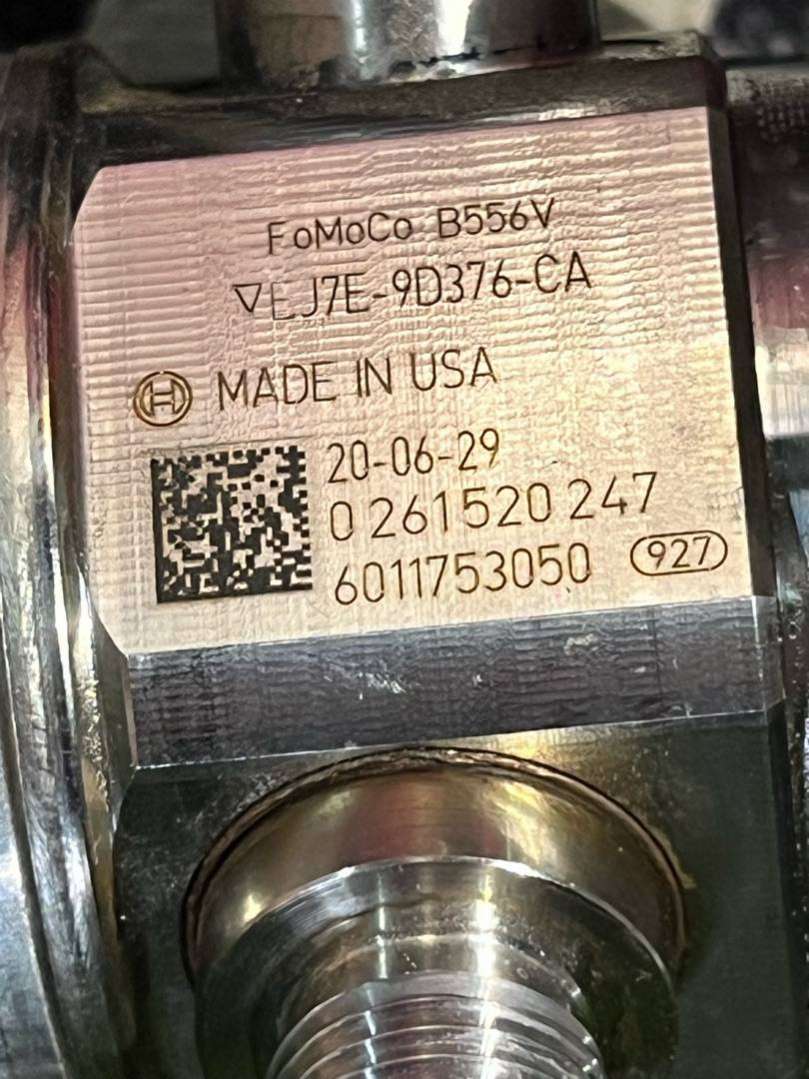 FoMoCo B556V
▽EJ7E-9D376-CA
MADE IN USA
20-06-29
0 261 520 247
6011753050 927